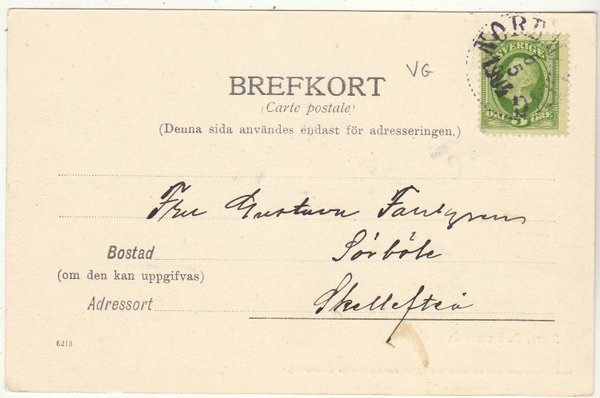 VG
SVERIGE
5 ÖRE
BREFKORT
Carte postale
(Denna sida användes endast för adresseringen.)
Fru Gustava Fahlgren
Bostad Sörböle
(om den kan uppgifvas)
Adressort Skellefteå
6213